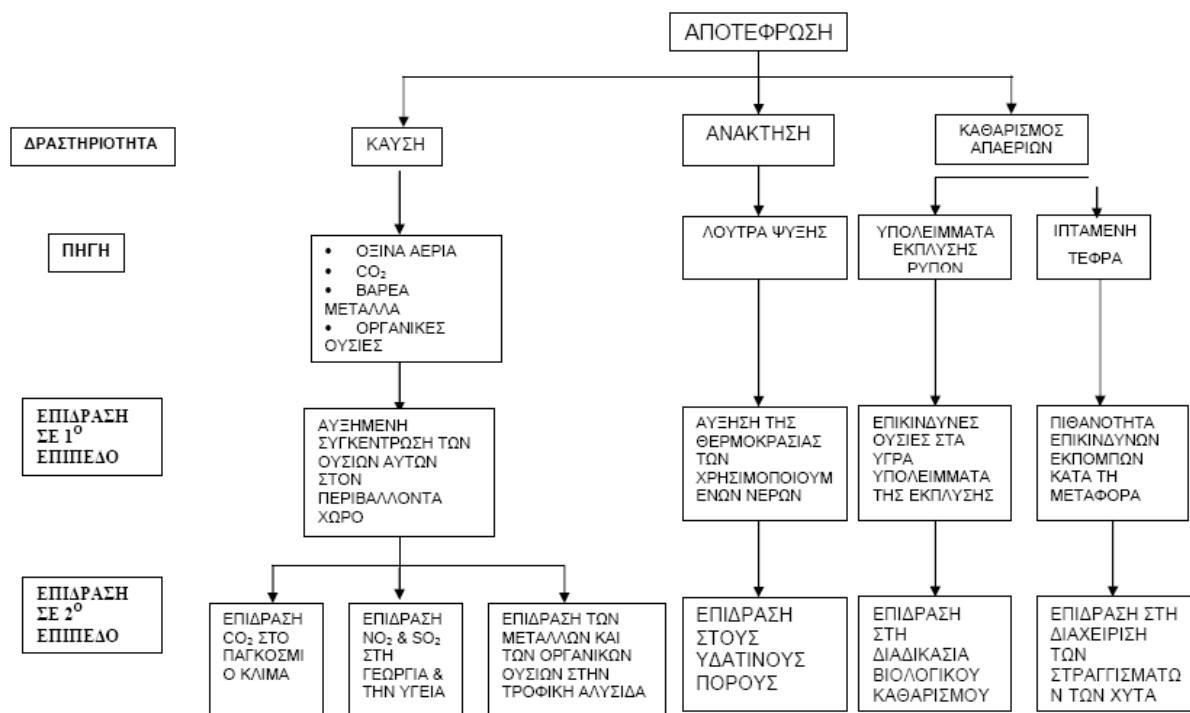 ΑΠΟΤΕΦΡΩΣΗ
ΔΡΑΣΤΗΡΙΟΤΗΤΑ
ΚΑΥΣΗ
ΑΝΑΚΤΗΣΗ
ΚΑΘΑΡΙΣΜΟΣ
ΑΠΑΕΡΙΩΝ
ΠΗΓΗ
• ΟΞΙΝΑ ΑΕΡΙΑ
• CO₂
• ΒΑΡΕΑ
ΜΕΤΑΛΛΑ
• ΟΡΓΑΝΙΚΕΣ
ΟΥΣΙΕΣ
ΛΟΥΤΡΑ ΨΥΞΗΣ
ΥΠΟΛΕΙΜΜΑΤΑ
ΕΚΠΛΥΣΗΣ
ΡΥΠΩΝ
ΙΠΤΑΜΕΝΗ
ΤΕΦΡΑ
ΕΠΙΔΡΑΣΗ
ΣΕ 1Ο
ΕΠΙΠΕΔΟ
ΑΥΞΗΜΕΝΗ
ΣΥΓΚΕΝΤΡΩΣΗ ΤΩΝ
ΟΥΣΙΩΝ ΑΥΤΩΝ
ΣΤΟΝ
ΠΕΡΙΒΑΛΛΟΝΤΑ
ΧΩΡΟ
ΑΥΞΗΣΗ ΤΗΣ
ΘΕΡΜΟΚΡΑΣΙΑΣ
ΤΩΝ
ΧΡΗΣΙΜΟΠΟΙΟΥΜ
ΕΝΩΝ ΝΕΡΩΝ
ΕΠΙΚΙΝΔΥΝΕΣ
ΟΥΣΙΕΣ ΣΤΑ
ΥΓΡΑ
ΥΠΟΛΕΙΜΜΑΤΑ
ΤΗΣ ΕΚΠΛΥΣΗΣ
ΠΙΘΑΝΟΤΗΤΑ
ΕΠΙΚΙΝΔΥΝΩΝ
ΕΚΠΟΜΠΩΝ
ΚΑΤΑ ΤΗ
ΜΕΤΑΦΟΡΑ
ΕΠΙΔΡΑΣΗ
ΣΕ 2Ο
ΕΠΙΠΕΔΟ
ΕΠΙΔΡΑΣΗ
CO₂ ΣΤΟ
ΠΑΓΚΟΣΜΙ
Ο ΚΛΙΜΑ
ΕΠΙΔΡΑΣΗ
NO₂ & SO₂
ΣΤΗ
ΓΕΩΡΓΙΑ &
ΤΗΝ ΥΓΕΙΑ
ΕΠΙΔΡΑΣΗ ΤΩΝ
ΜΕΤΑΛΛΩΝ ΚΑΙ
ΤΩΝ ΟΡΓΑΝΙΚΩΝ
ΟΥΣΙΩΝ ΣΤΗΝ
ΤΡΟΦΙΚΗ ΑΛΥΣΙΔΑ
ΕΠΙΔΡΑΣΗ
ΣΤΟΥΣ
ΥΔΑΤΙΝΟΥΣ
ΠΟΡΟΥΣ
ΕΠΙΔΡΑΣΗ
ΣΤΗ
ΔΙΑΔΙΚΑΣΙΑ
ΒΙΟΛΟΓΙΚΟΥ
ΚΑΘΑΡΙΣΜΟΥ
ΕΠΙΔΡΑΣΗ ΣΤΗ
ΔΙΑΧΕΙΡΙΣΗ
ΤΩΝ
ΣΤΡΑΓΓΙΣΜΑΤΩ
Ν ΤΩΝ ΧΥΤΑ